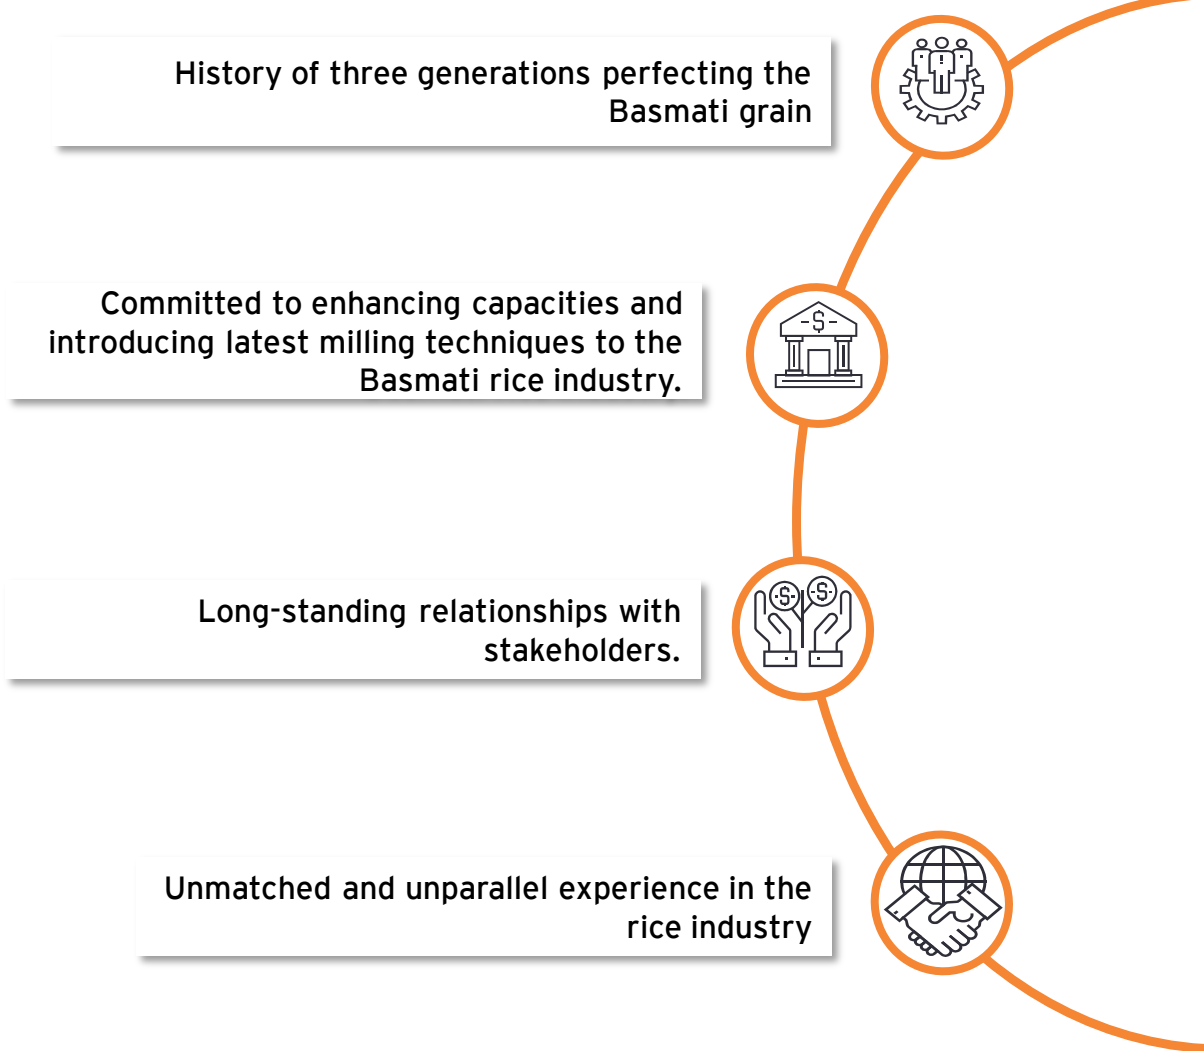 History of three generations perfecting the
Basmati grain
Committed to enhancing capacities and
introducing latest milling techniques to the
Basmati rice industry.
-$-
Long-standing relationships with
stakeholders.
-$- -$-
Unmatched and unparallel experience in the
rice industry